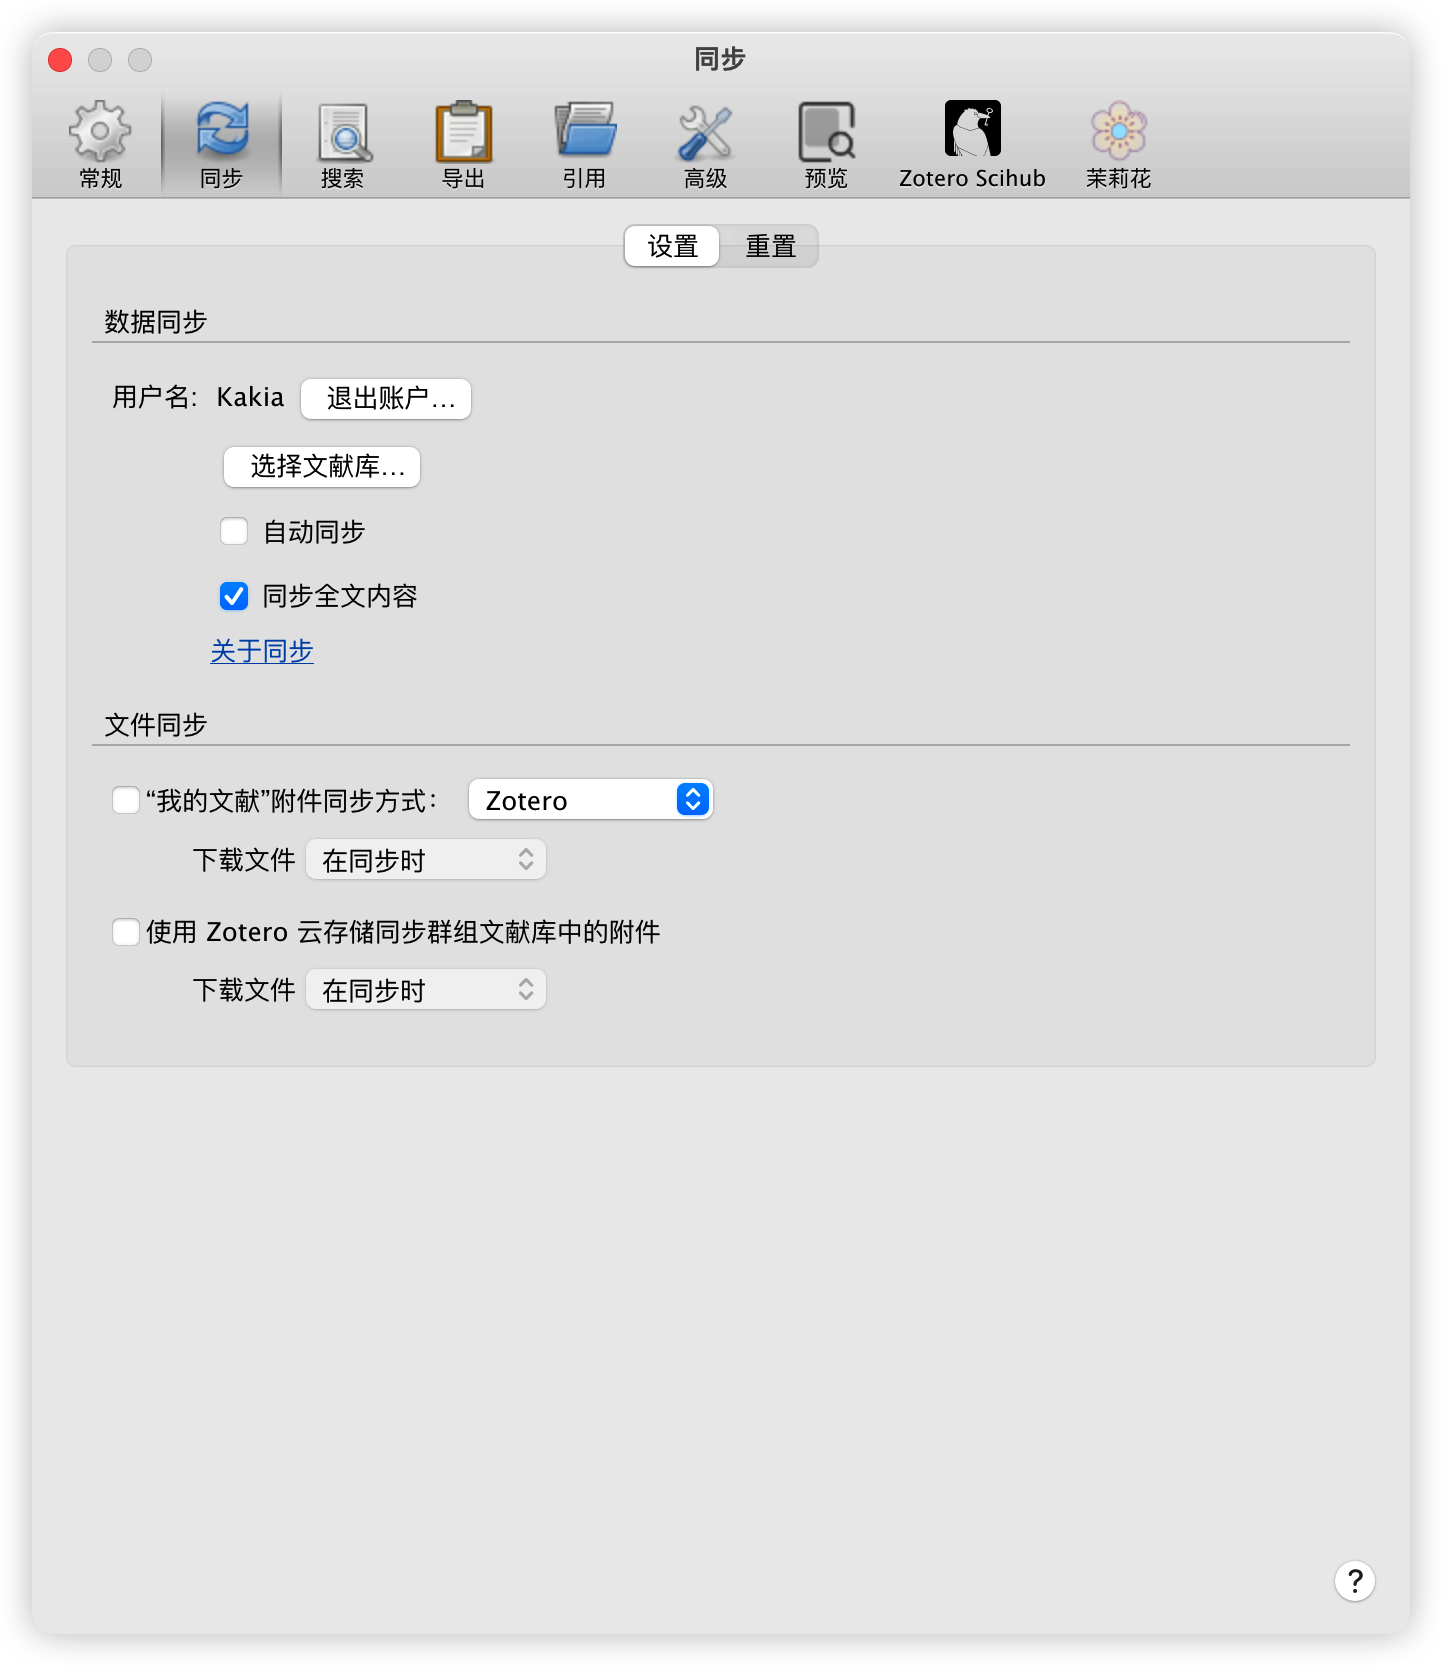 同步
常规 同步 搜索 导出 引用 高级 预览 Zotero Scihub 茉莉花
设置 重置
数据同步
用户名: Kakia 退出账户...
选择文献库...
自动同步
同步全文内容
关于同步
文件同步
“我的文献”附件同步方式： Zotero
下载文件 在同步时
使用 Zotero 云存储同步群组文献库中的附件
下载文件 在同步时
?